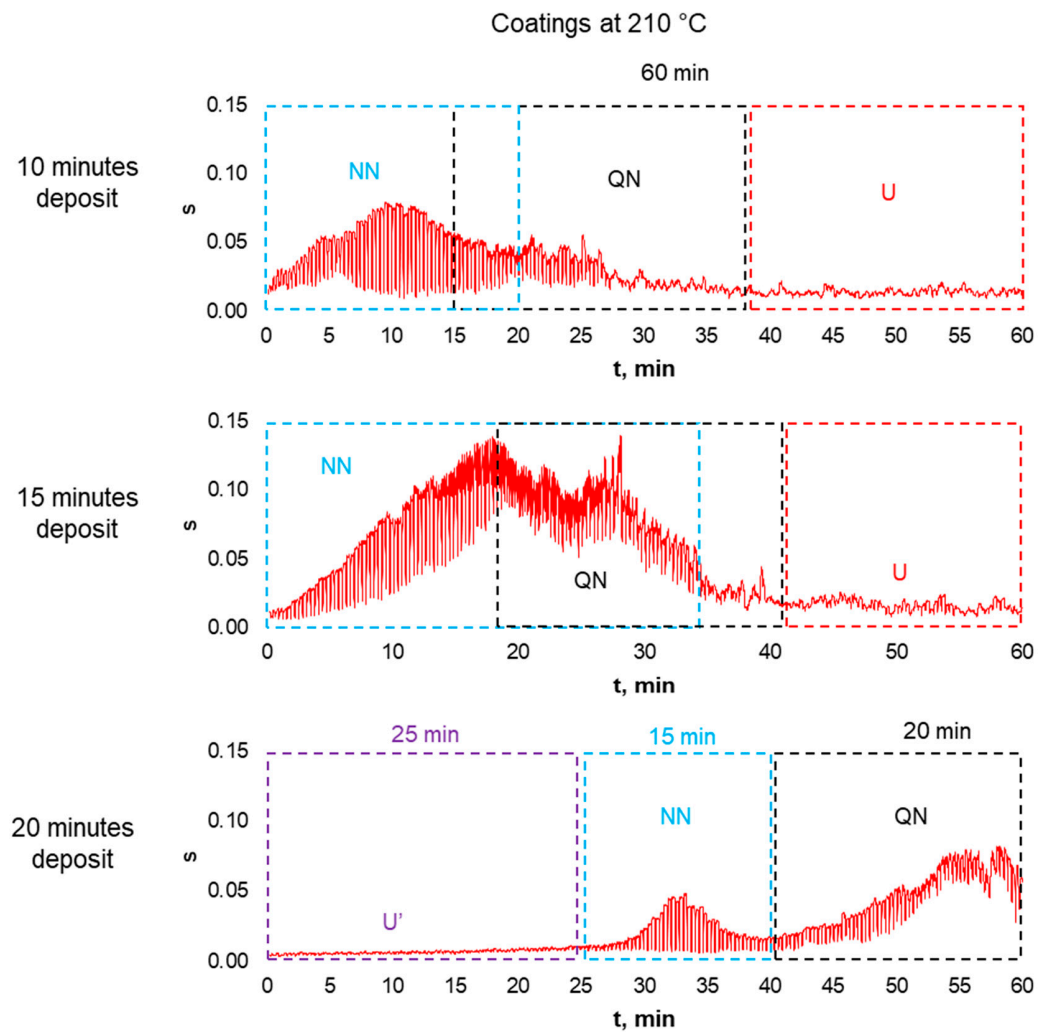 Coatings at 210 °C
60 min
10 minutes
deposit
s
0.15
0.10
0.05
0.00
NN
QN
U
0 5 10 15 20 25 30 35 40 45 50 55 60
t, min
15 minutes
deposit
s
0.15
0.10
0.05
0.00
NN
QN
U
0 10 20 30 40 50 60
t, min
25 min 15 min 20 min
20 minutes
deposit
s
0.15
0.10
0.05
0.00
U'
NN
QN
0 5 10 15 20 25 30 35 40 45 50 55 60
t, min